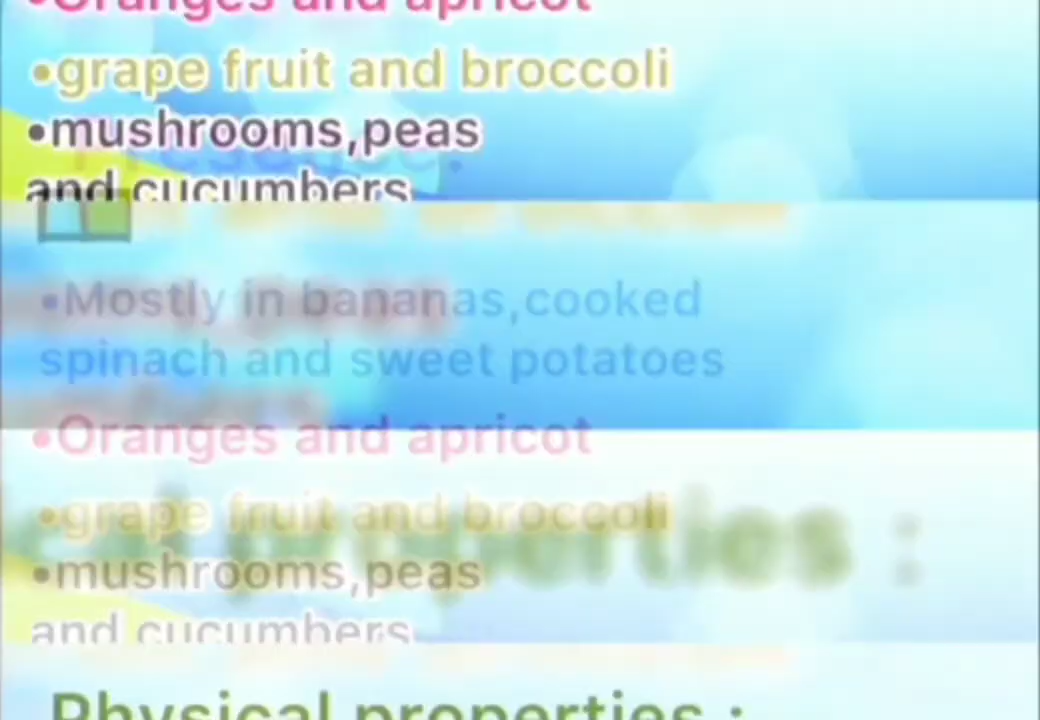 •Oranges and apricot
•grape fruit and broccoli
•mushrooms,peas
and cucumbers
•Mostly in bananas,cooked
spinach and sweet potatoes
•Oranges and apricot
•grape fruit and broccoli
properties :
•mushrooms,peas
and cucumbers
Physical properties :